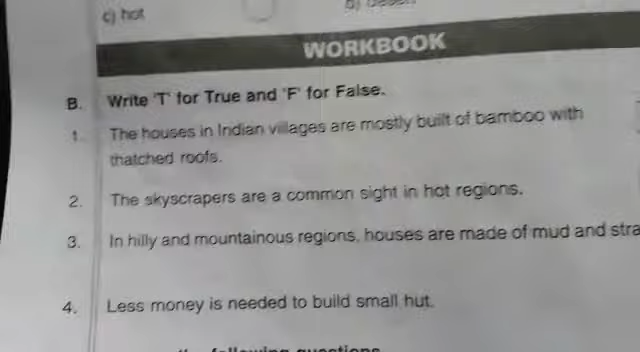 c) hot
WORKBOOK
B. Write 'T' for True and 'F' for False.
1. The houses in Indian villages are mostly built of bamboo with
thatched roofs.
2. The skyscrapers are a common sight in hot regions.
3. In hilly and mountainous regions, houses are made of mud and stra
4. Less money is needed to build small hut.
following questions